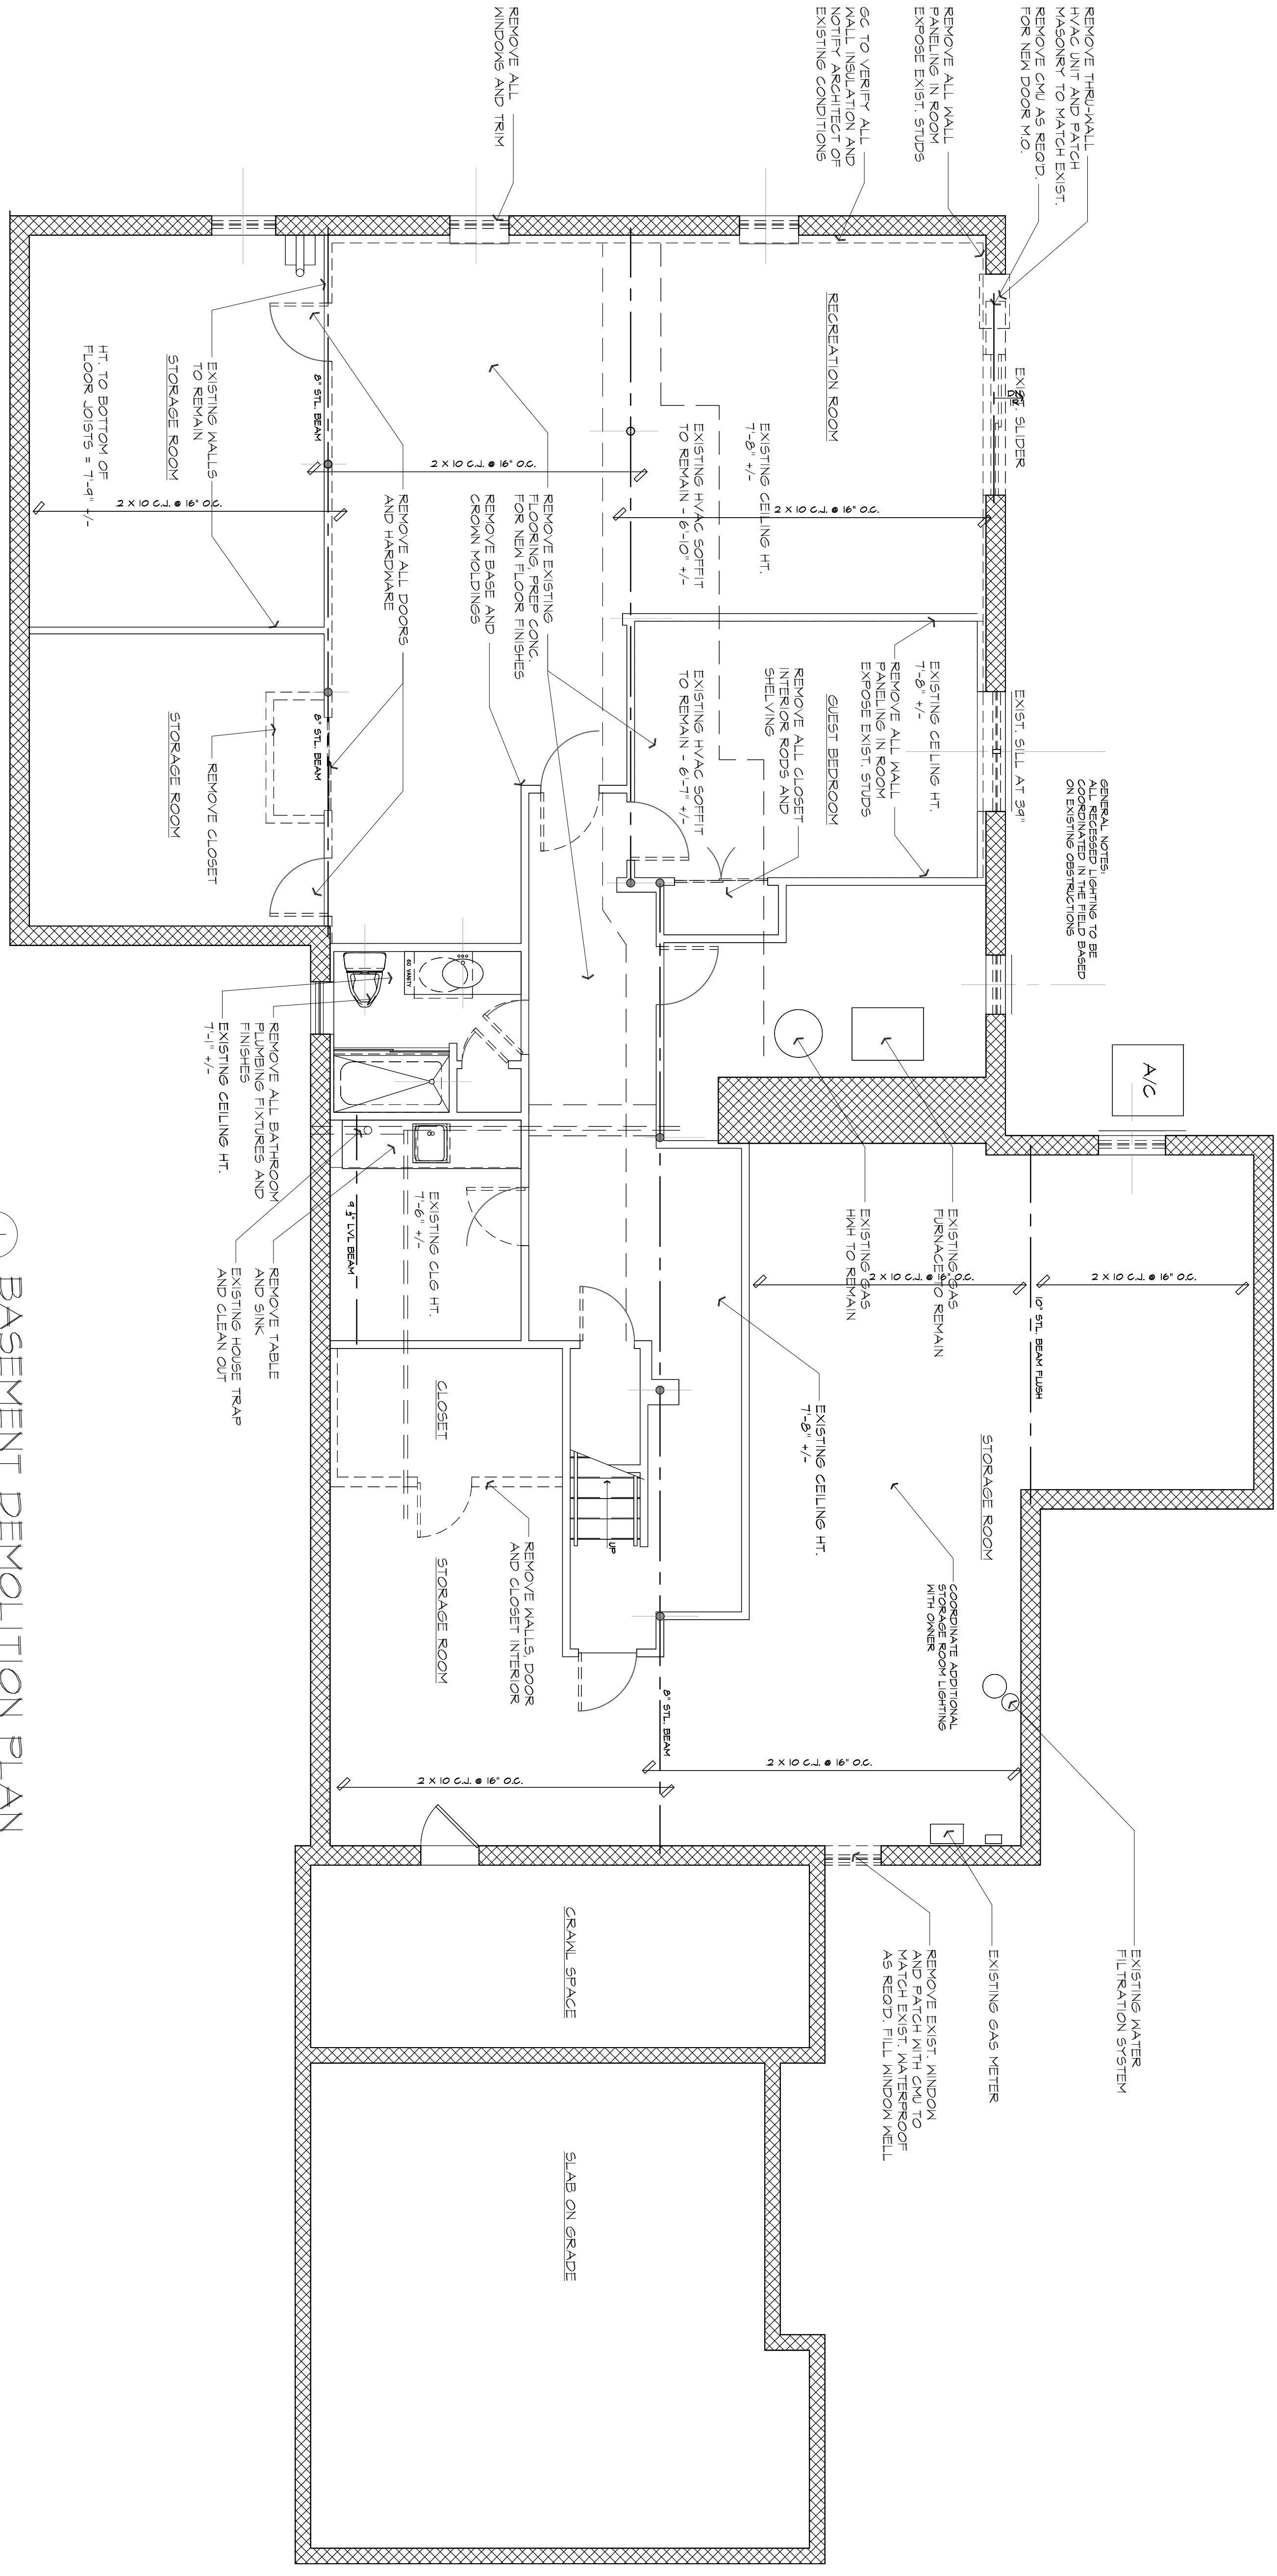 REMOVE THRU-WALL
HVAC UNIT AND PATCH
MASONRY TO MATCH EXIST.
REMOVE CMU AS REQ'D.
FOR NEW DOOR M.O.
REMOVE ALL WALL
PANELING IN ROOM
EXPOSE EXIST. STUDS
GC TO VERIFY ALL
WALL INSULATION AND
NOTIFY ARCHITECT OF
EXISTING CONDITIONS
REMOVE ALL
WINDOWS AND TRIM
EXIST. SLIDER
EXIST. SILL AT 39"
GENERAL NOTES:
ALL RECESSED LIGHTING TO BE
COORDINATED IN THE FIELD BASED
ON EXISTING OBSTRUCTIONS
A/C
EXISTING WATER
FILTRATION SYSTEM
EXISTING GAS METER
REMOVE EXIST. WINDOW
AND PATCH WITH CMU TO
MATCH EXIST. WATERPROOF
AS REQ'D. FILL WINDOW WELL
RECREATION ROOM
EXISTING CEILING HT.
7'-8" +/-
EXISTING HVAC SOFFIT
TO REMAIN - 6'-10" +/-
2 X 10 C.J. @ 16" O.C.
2 X 10 C.J. @ 16" O.C.
EXISTING CEILING HT.
7'-8" +/-
REMOVE ALL WALL
PANELING IN ROOM
EXPOSE EXIST. STUDS
GUEST BEDROOM
REMOVE ALL CLOSET
INTERIOR RODS AND
SHELVING
EXISTING HVAC SOFFIT
TO REMAIN - 6'-7" +/-
EXISTING GAS
FURNACE TO REMAIN
EXISTING GAS
HWH TO REMAIN
2 X 10 C.J. @ 16" O.C.
2 X 10 C.J. @ 16" O.C.
10" STL. BEAM FLUSH
EXISTING CEILING HT.
7'-8" +/-
STORAGE ROOM
COORDINATE ADDITIONAL
STORAGE ROOM LIGHTING
WITH OWNER
8" STL. BEAM
2 X 10 C.J. @ 16" O.C.
2 X 10 C.J. @ 16" O.C.
REMOVE EXISTING
FLOORING, PREP CONC.
FOR NEW FLOOR FINISHES
REMOVE BASE AND
CROWN MOLDINGS
REMOVE ALL DOORS
AND HARDWARE
8" STL. BEAM
8" STL. BEAM
EXISTING WALLS
TO REMAIN
STORAGE ROOM
2 X 10 C.J. @ 16" O.C.
HT. TO BOTTOM OF
FLOOR JOISTS = 7'-9" +/-
REMOVE CLOSET
STORAGE ROOM
60 VANITY
UP
REMOVE WALLS, DOOR
AND CLOSET INTERIOR
CLOSET
STORAGE ROOM
EXISTING CLG HT.
7'-6" +/-
9 1/2" LVL BEAM
REMOVE ALL BATHROOM
PLUMBING FIXTURES AND
FINISHES
EXISTING CEILING HT.
7'-1" +/-
REMOVE TABLE
AND SINK
EXISTING HOUSE TRAP
AND CLEAN OUT
CRAWL SPACE
SLAB ON GRADE
1
BASEMENT DEMOLITION PLAN